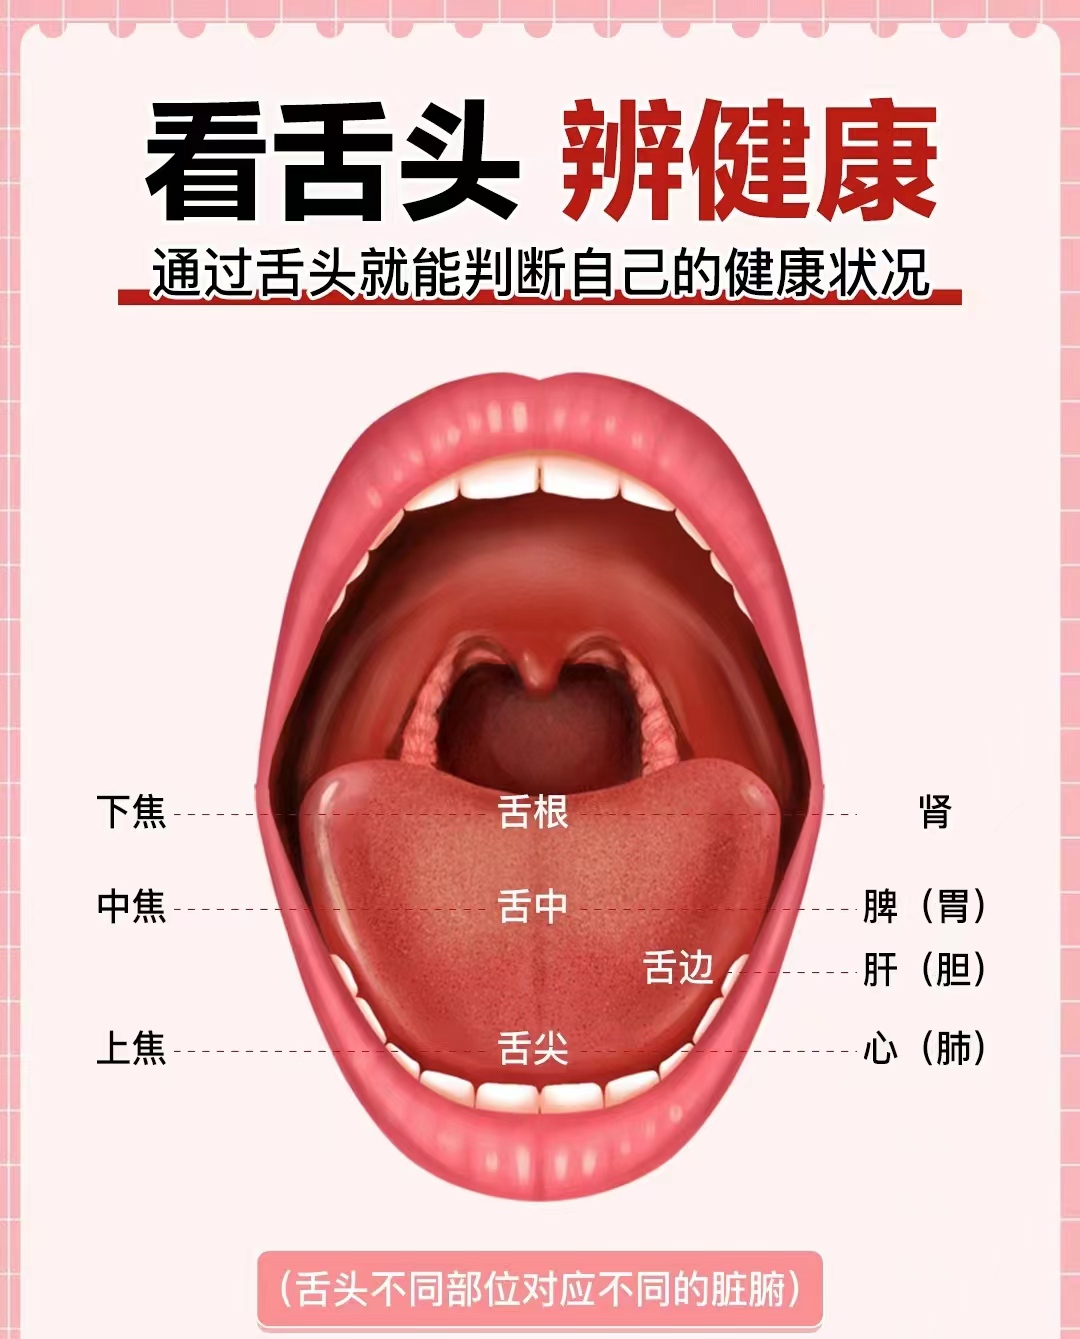 看舌头 辨健康
通过舌头就能判断自己的健康状况
下焦 舌根 肾
中焦 舌中 脾（胃）
舌边 肝（胆）
上焦 舌尖 心（肺）
（舌头不同部位对应不同的脏腑）